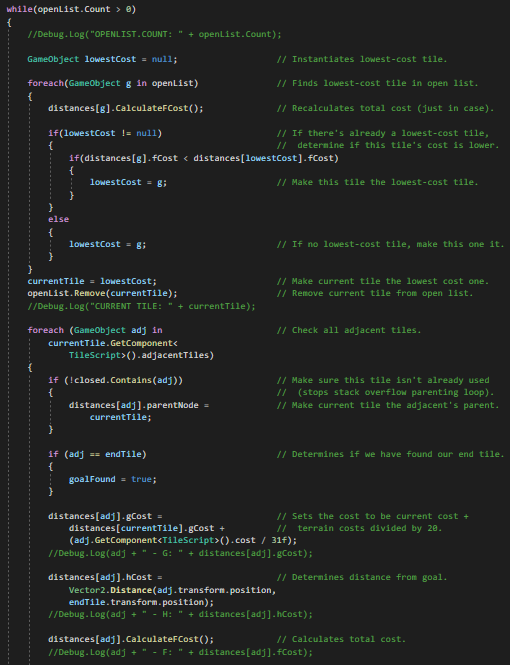 while(openList.Count > 0)
{
    //Debug.Log("OPENLIST.COUNT: " + openList.Count);
    GameObject lowestCost = null;                   // Instantiates lowest-cost tile.
    foreach(GameObject g in openList)               // Finds lowest-cost tile in open list.
    {
        distances[g].CalculateFCost();              // Recalculates total cost (just in case).
        if(lowestCost != null)                      // If there's already a lowest-cost tile,
        {                                           //  determine if this tile's cost is lower.
            if(distances[g].fCost < distances[lowestCost].fCost)
            {
                lowestCost = g;                     // Make this tile the lowest-cost tile.
            }
        }
        else
        {
            lowestCost = g;                         // If no lowest-cost tile, make this one it.
        }
    }
    currentTile = lowestCost;                       // Make current tile the lowest cost one.
    openList.Remove(currentTile);                   // Remove current tile from open list.
    //Debug.Log("CURRENT TILE: " + currentTile);
    foreach (GameObject adj in                      // Check all adjacent tiles.
        currentTile.GetComponent<
            TileScript>().adjacentTiles)
    {
        if (!closed.Contains(adj))                  // Make sure this tile isn't already used
        {                                           //  (stops stack overflow parenting loop).
            distances[adj].parentNode =             // Make current tile the adjacent's parent.
                currentTile;
        }
        if (adj == endTile)                         // Determines if we have found our end tile.
        {
            goalFound = true;
        }
        distances[adj].gCost =                      // Sets the cost to be current cost +
            distances[currentTile].gCost +          //  terrain costs divided by 20.
            (adj.GetComponent<TileScript>().cost / 31f);
        //Debug.Log(adj + " - G: " + distances[adj].gCost);
        distances[adj].hCost =                      // Determines distance from goal.
            Vector2.Distance(adj.transform.position,
            endTile.transform.position);
        //Debug.Log(adj + " - H: " + distances[adj].hCost);
        distances[adj].CalculateFCost();            // Calculates total cost.
        //Debug.Log(adj + " - F: " + distances[adj].fCost);